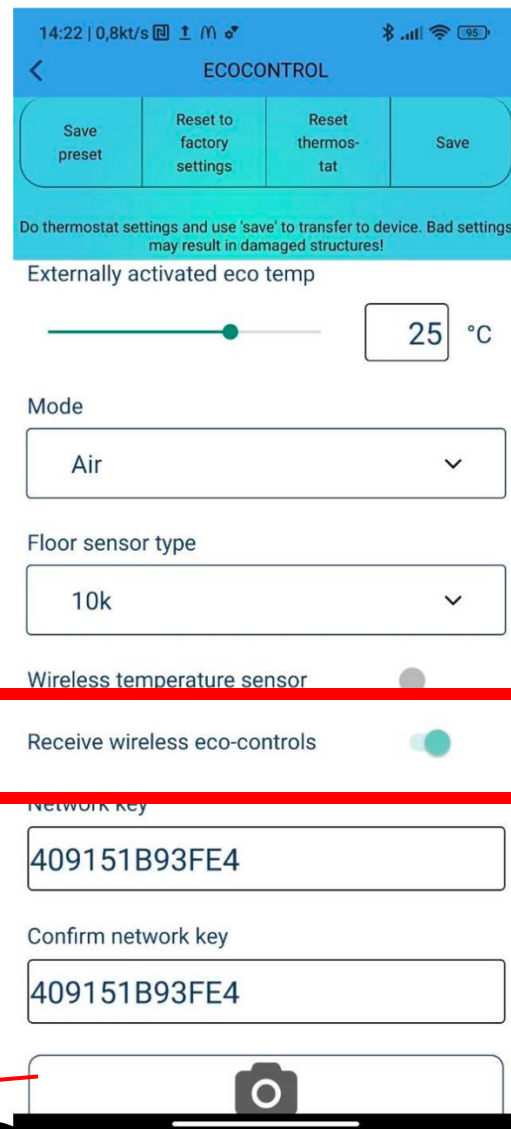 14:22 | 0,8kt/s
95
ECOCONTROL
Save
preset
Reset to
factory
settings
Reset
thermos-
tat
Save
Do thermostat settings and use 'save' to transfer to device. Bad settings
may result in damaged structures!
Externally activated eco temp
25 °C
Mode
Air
Floor sensor type
10k
Wireless temperature sensor
Receive wireless eco-controls
Network key
409151B93FE4
Confirm network key
409151B93FE4